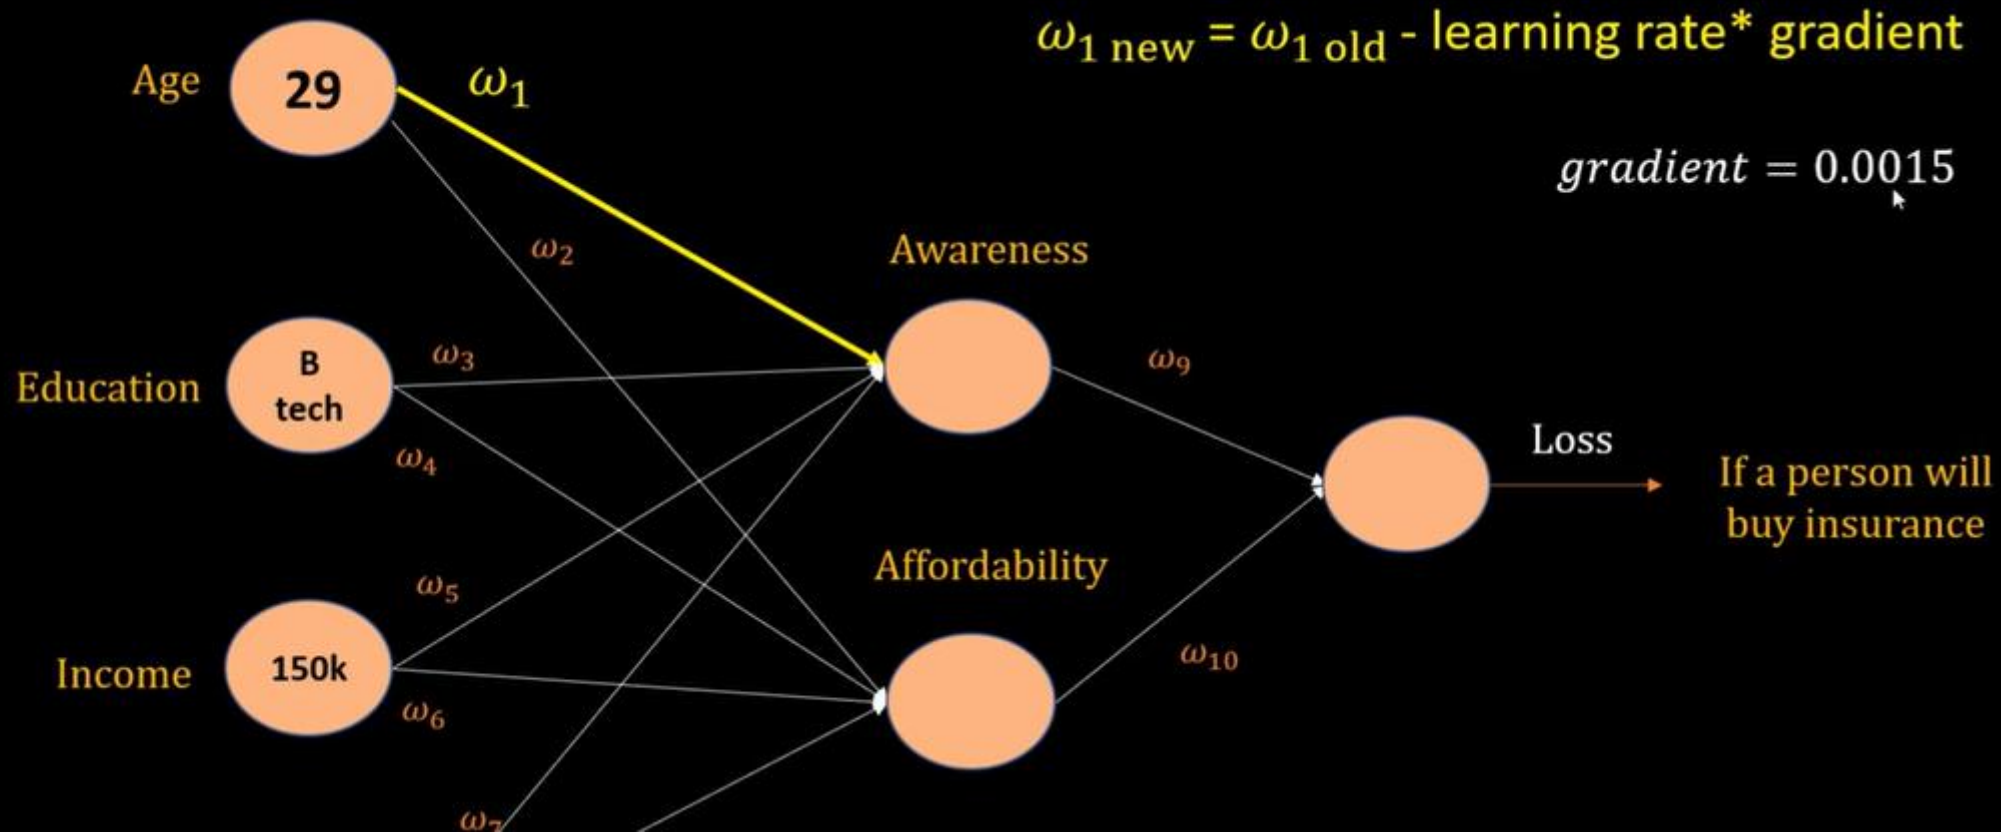 ω1 new = ω1 old - learning rate* gradient
Age
29
ω1
gradient = 0.0015
ω2
Awareness
Education
B
tech
ω3
ω9
ω4
Loss
If a person will
buy insurance
Affordability
Income
150k
ω5
ω10
ω6
ω7